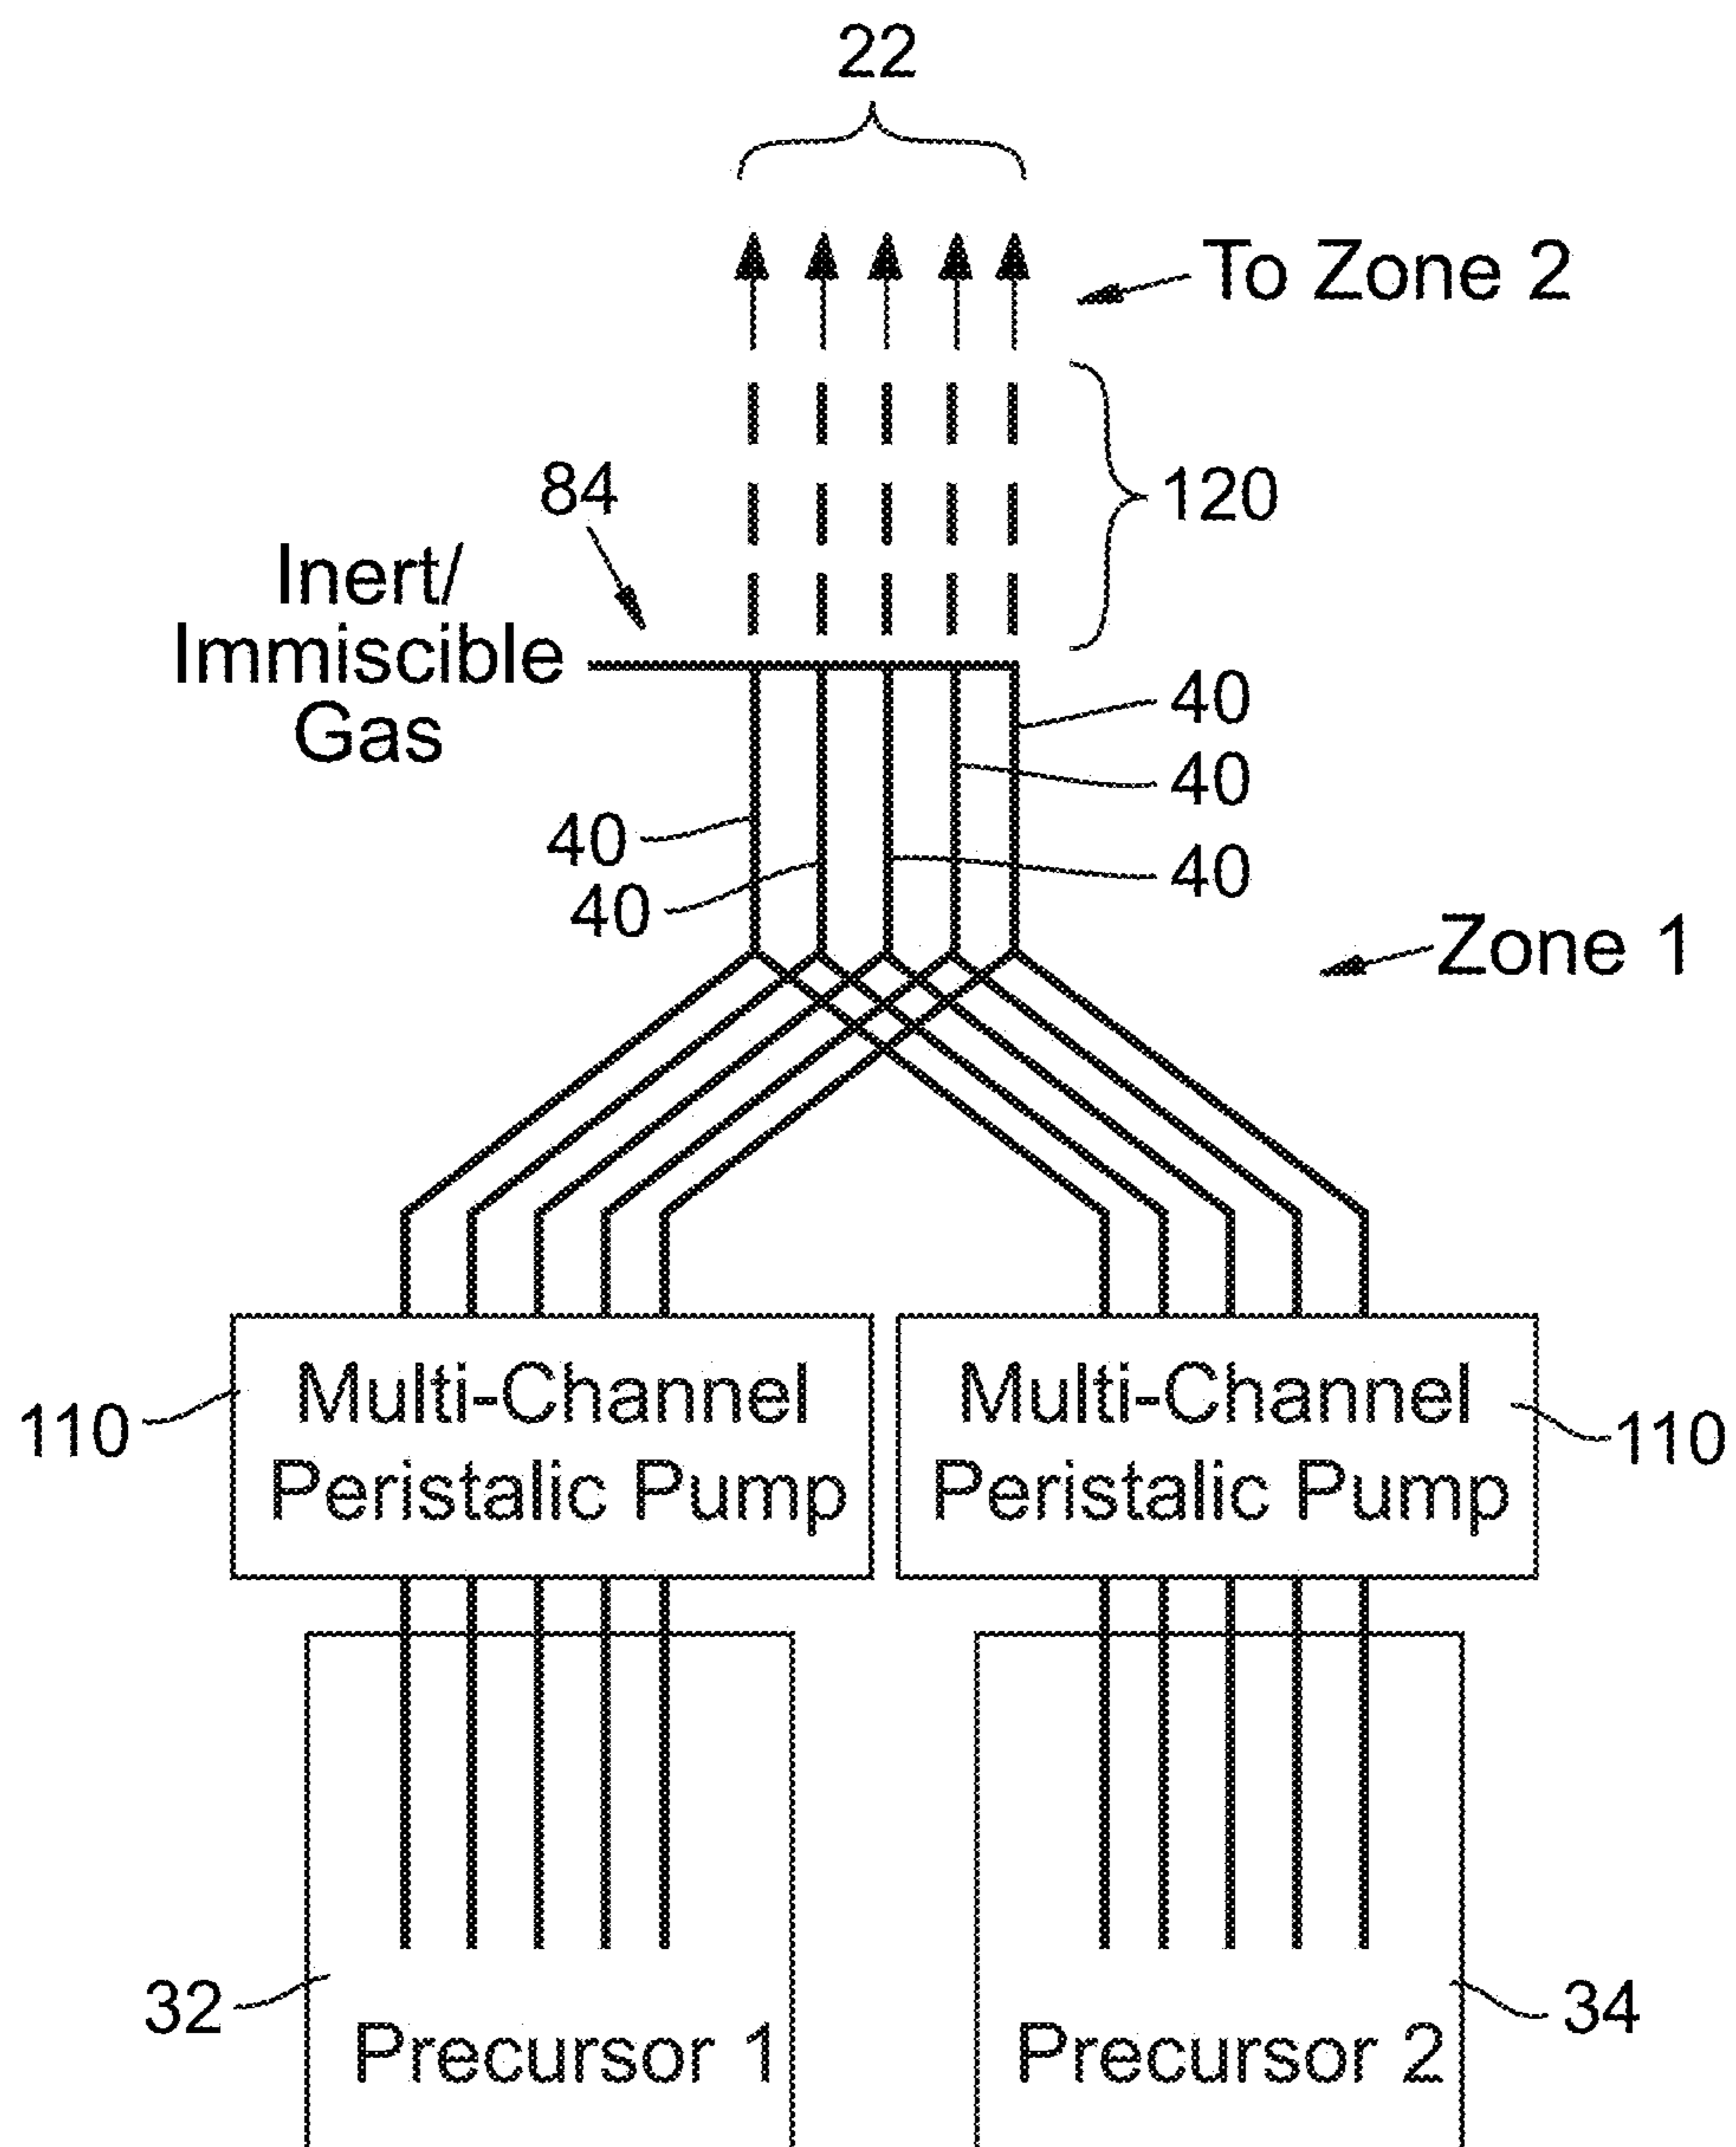 22
To Zone 2
84
120
Inert/
Immiscible
Gas
40
40
40
40
40
Zone 1
110
Multi-Channel
Peristalic Pump
Multi-Channel
Peristalic Pump
110
32
Precursor 1
Precursor 2
34